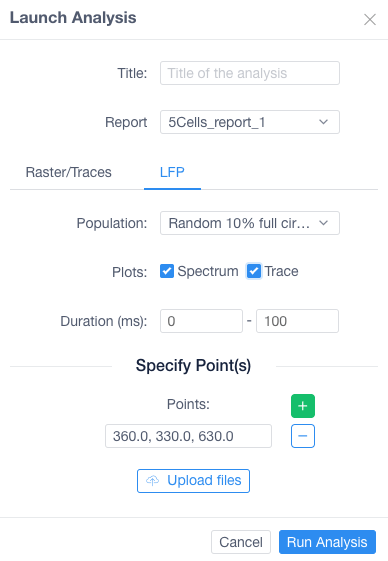 Launch Analysis
Title: Title of the analysis
Report 5Cells_report_1
Raster/Traces LFP
Population: Random 10% full cir...
Plots: Spectrum Trace
Duration (ms): 0 - 100
Specify Point(s)
Points: +
360.0, 330.0, 630.0 −
Upload files
Cancel Run Analysis